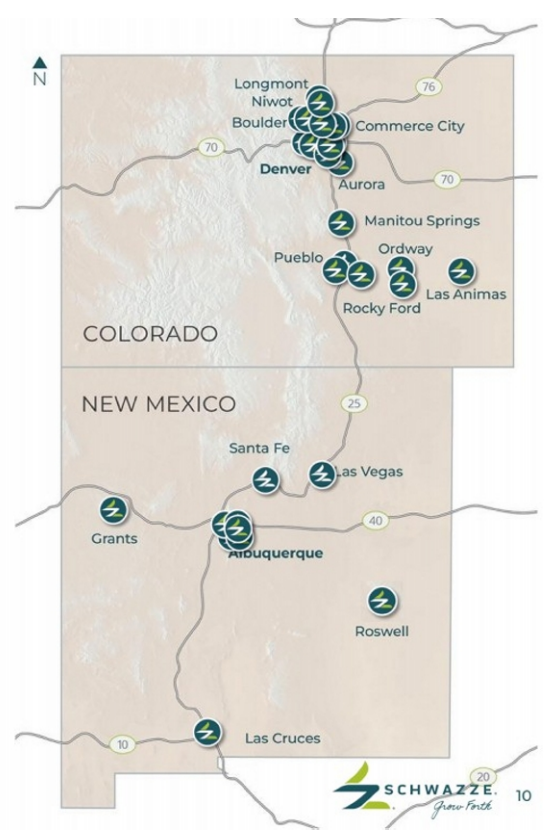 N
76
Longmont
Niwot
Boulder
Commerce City
70
Denver
70
Aurora
Manitou Springs
Ordway
Pueblo
Las Animas
Rocky Ford
COLORADO
NEW MEXICO
25
Santa Fe
Las Vegas
40
Grants
Albuquerque
Roswell
Las Cruces
10
20
SCHWAZZE.
Grow Forth
10